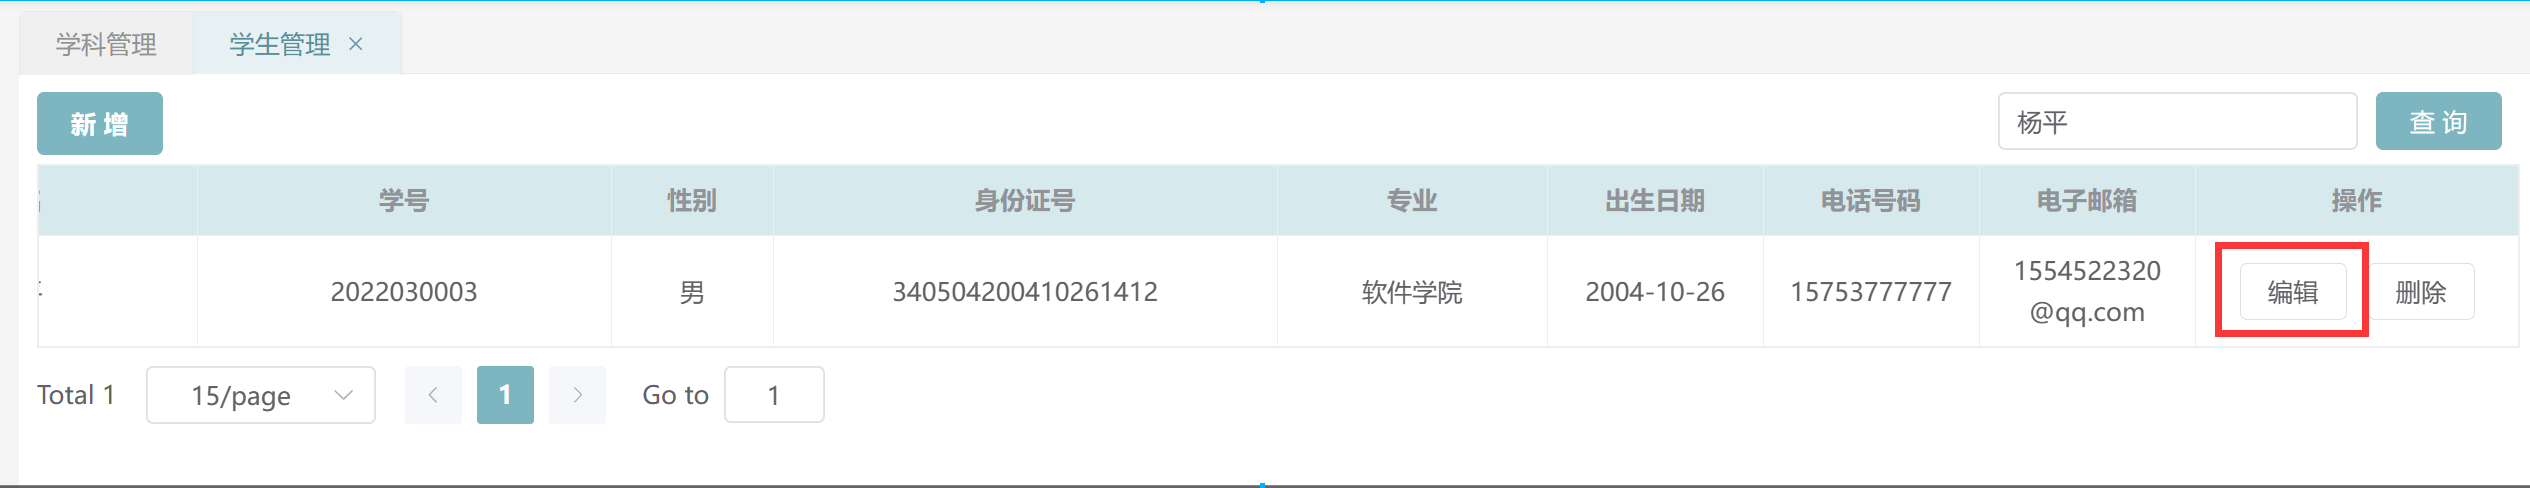 学科管理 学生管理 ×
新 增 杨平 查 询
学号 性别 身份证号 专业 出生日期 电话号码 电子邮箱 操作
2022030003 男 340504200410261412 软件学院 2004-10-26 15753777777 1554522320 编辑 删除
@qq.com
Total 1 15/page 1 Go to 1